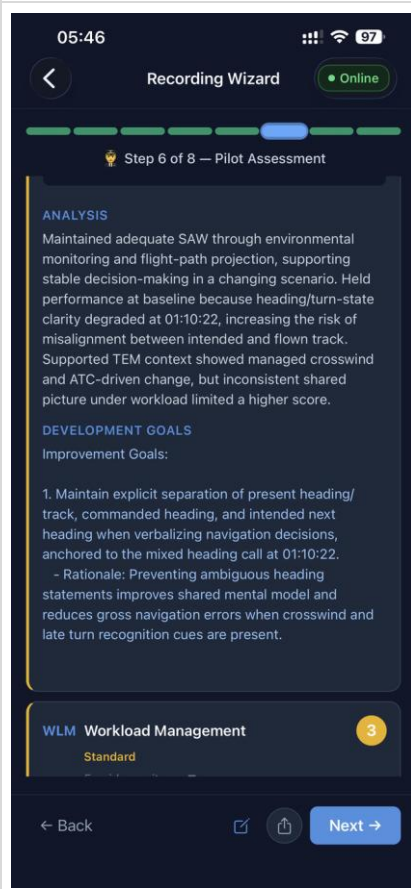 05:46
97
Recording Wizard
Online
Step 6 of 8 — Pilot Assessment
ANALYSIS
Maintained adequate SAW through environmental
monitoring and flight-path projection, supporting
stable decision-making in a changing scenario. Held
performance at baseline because heading/turn-state
clarity degraded at 01:10:22, increasing the risk of
misalignment between intended and flown track.
Supported TEM context showed managed crosswind
and ATC-driven change, but inconsistent shared
picture under workload limited a higher score.
DEVELOPMENT GOALS
Improvement Goals:
1. Maintain explicit separation of present heading/
track, commanded heading, and intended next
heading when verbalizing navigation decisions,
anchored to the mixed heading call at 01:10:22.
- Rationale: Preventing ambiguous heading
statements improves shared mental model and
reduces gross navigation errors when crosswind and
late turn recognition cues are present.
WLM Workload Management 3
Standard
← Back
Next →